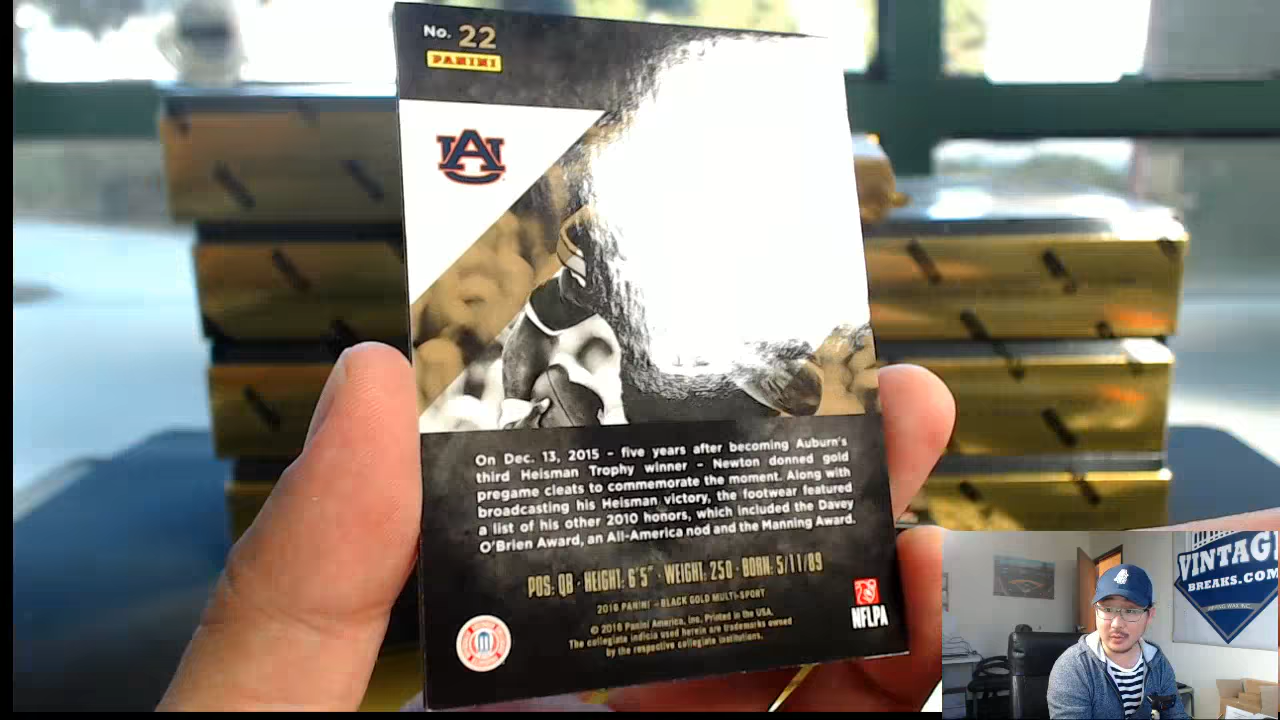 No. 22
PANINI
AU
On Dec. 13, 2015 – five years after becoming Auburn's
third Heisman Trophy winner – Newton donned gold
pregame cleats to commemorate the moment. Along with
broadcasting his Heisman victory, the footwear featured
a list of his other 2010 honors, which included the Davey
O'Brien Award, an All-America nod and the Manning Award.
POS: QB · HEIGHT: 6'5" · WEIGHT: 250 · BORN: 5/11/89
2016 PANINI – BLACK GOLD MULTI-SPORT
© 2016 Panini America, Inc. Printed in the USA.
The collegiate indicia used herein are trademarks owned
by the respective collegiate institutions.
NFLPA
VINTAG
BREAKS.COM